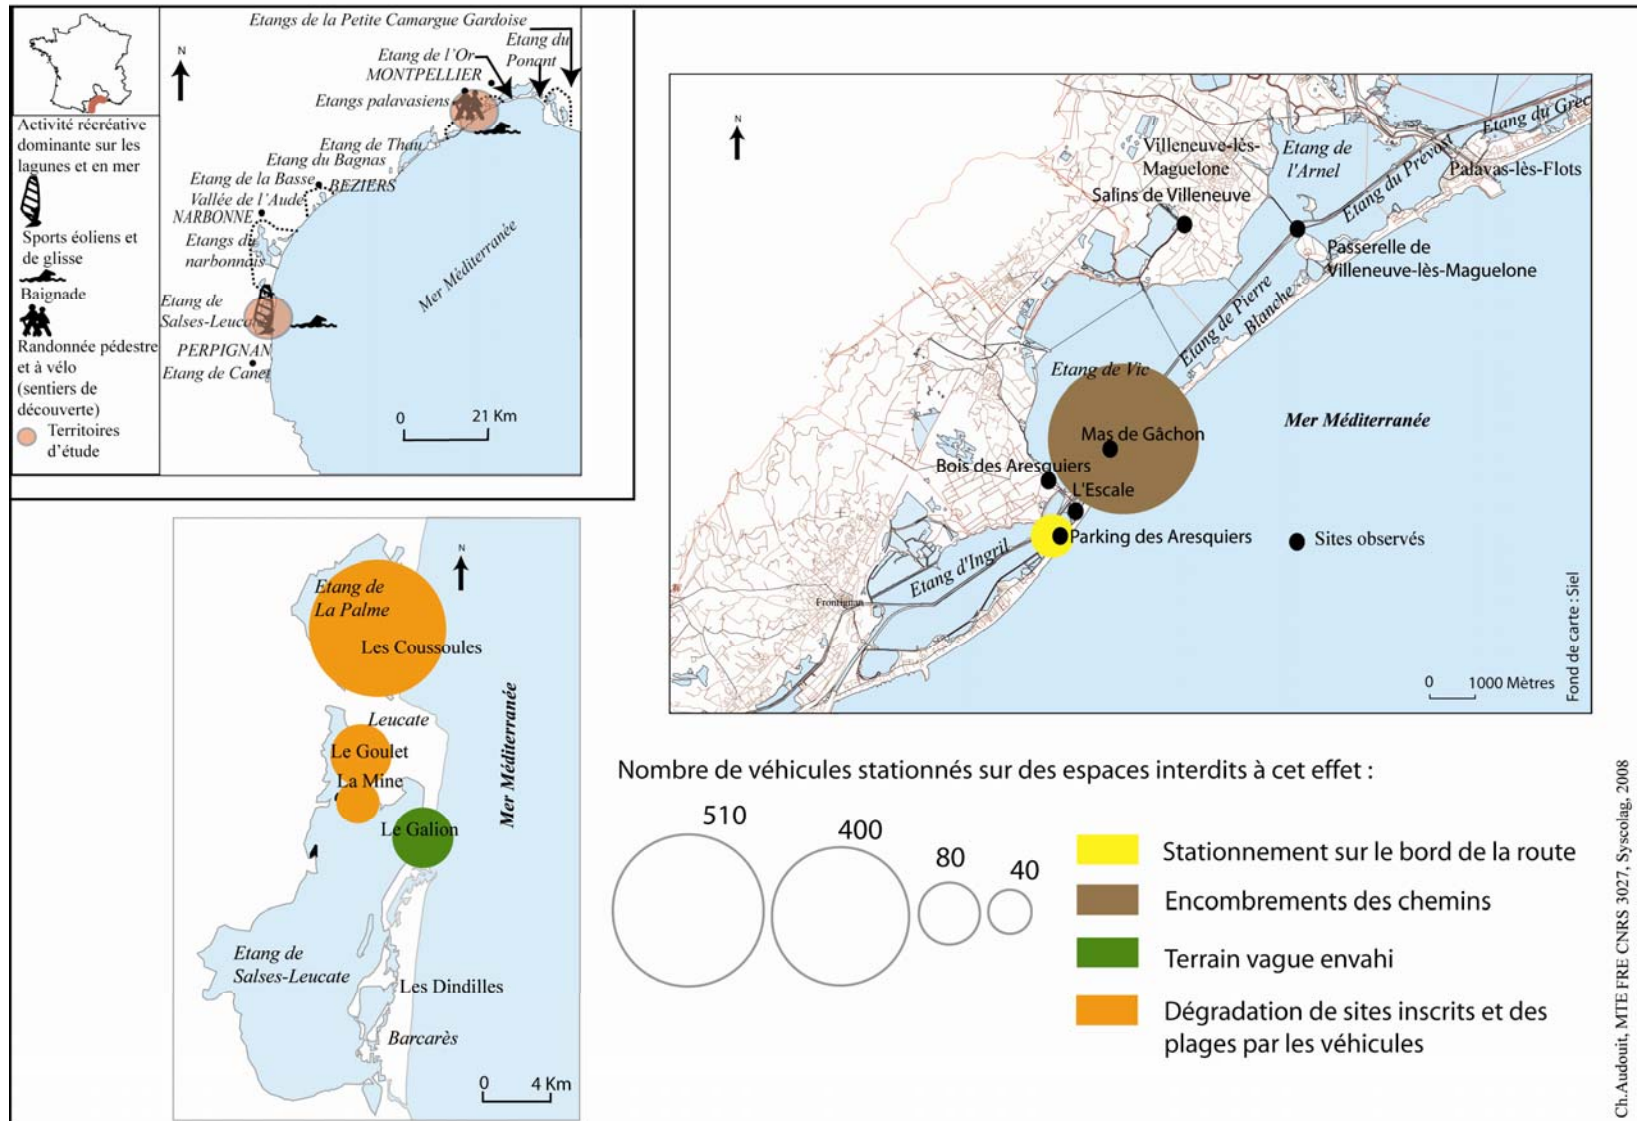 Etangs de la Petite Camargue Gardoise
Etang du
Ponant
Etang de l'Or
MONTPELLIER
Etangs palavasiens
Etang de Thau
Etang du Bagnas
BEZIERS
Etang de la Basse
Vallée de l'Aude
NARBONNE
Etangs du
narbonnais
Etang de
Salses-Leucate
PERPIGNAN
Etang de Canet
Mer Méditerranée
N
0 21 Km
Activité récréative
dominante sur les
lagunes et en mer
Sports éoliens et
de glisse
Baignade
Randonnée pédestre
et à vélo
(sentiers de
découverte)
Territoires
d'étude
N
Villeneuve-lès-
Maguelone
Salins de Villeneuve
Etang de
l'Arnel
Etang du Prévost
Etang du Grec
Palavas-lès-Flots
Passerelle de
Villeneuve-lès-Maguelone
Etang de Pierre
Blanche
Etang de Vic
Mer Méditerranée
Mas de Gâchon
Bois des Aresquiers
L'Escale
Parking des Aresquiers
Sites observés
Etang d'Ingril
Frontignan
0 1000 Mètres
Fond de carte : Siel
N
Etang de
La Palme
Les Coussoules
Leucate
Le Goulet
La Mine
Le Galion
Mer Méditerranée
Etang de
Salses-Leucate
Les Dindilles
Barcarès
0 4 Km
Nombre de véhicules stationnés sur des espaces interdits à cet effet :
510
400
80
40
Stationnement sur le bord de la route
Encombrements des chemins
Terrain vague envahi
Dégradation de sites inscrits et des
plages par les véhicules
Ch.Audouit, MTE FRE CNRS 3027, Syscolag, 2008